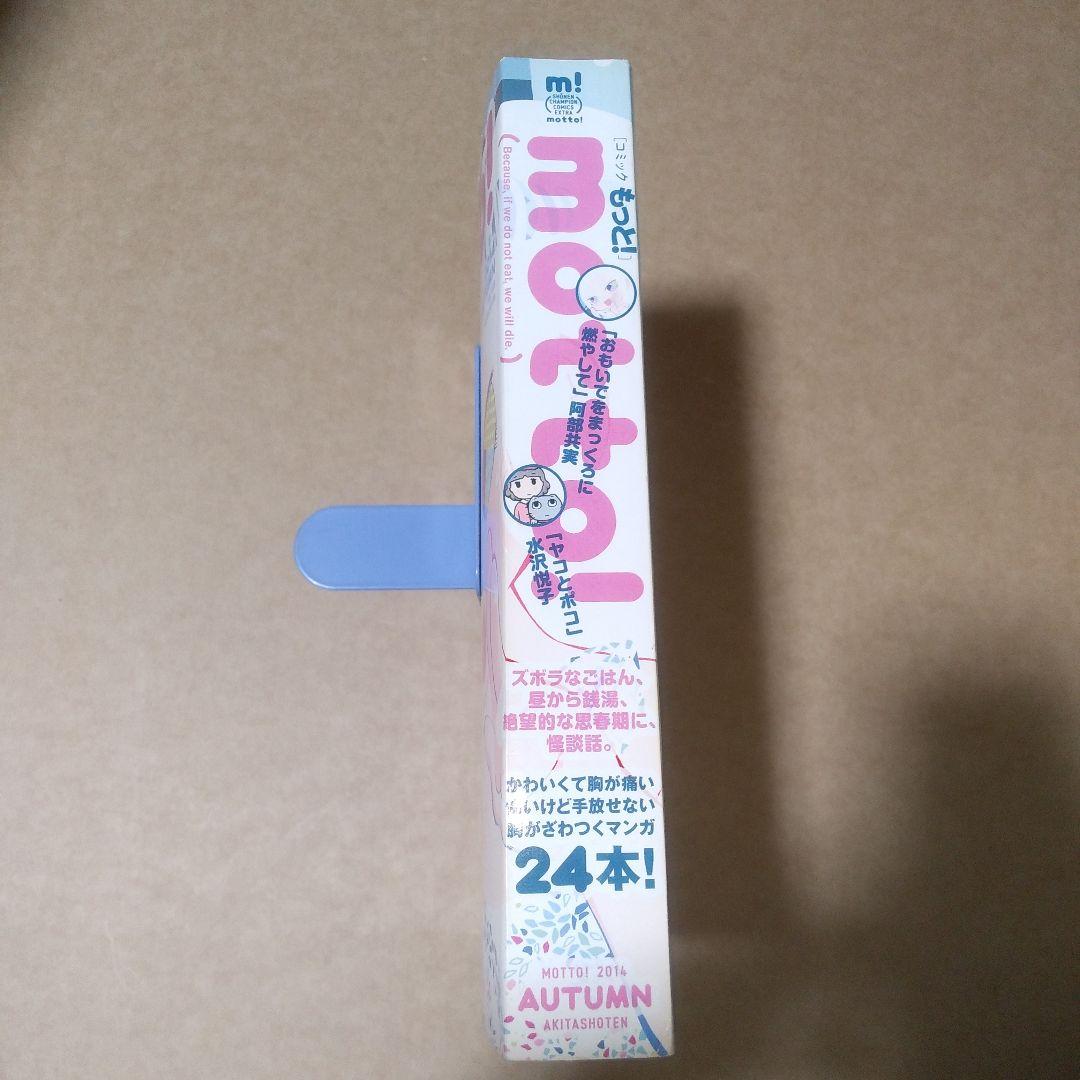 m!
SHŌNEN
CHAMPION
COMICS
EXTRA
motto!
motto!
(Because, if we do not eat, we will die.)
[コミック もっと!]
「おもいでをまっくろに
燃やして」阿部共実
「ヤコとポコ」
水沢悦子
ズボラなごはん、
昼から銭湯、
絶望的な思春期に、
怪談話。
かわいくて胸が痛い
いけど手放せない
胸がざわつくマンガ
24本!
MOTTO! 2014
AUTUMN
AKITASHOTEN